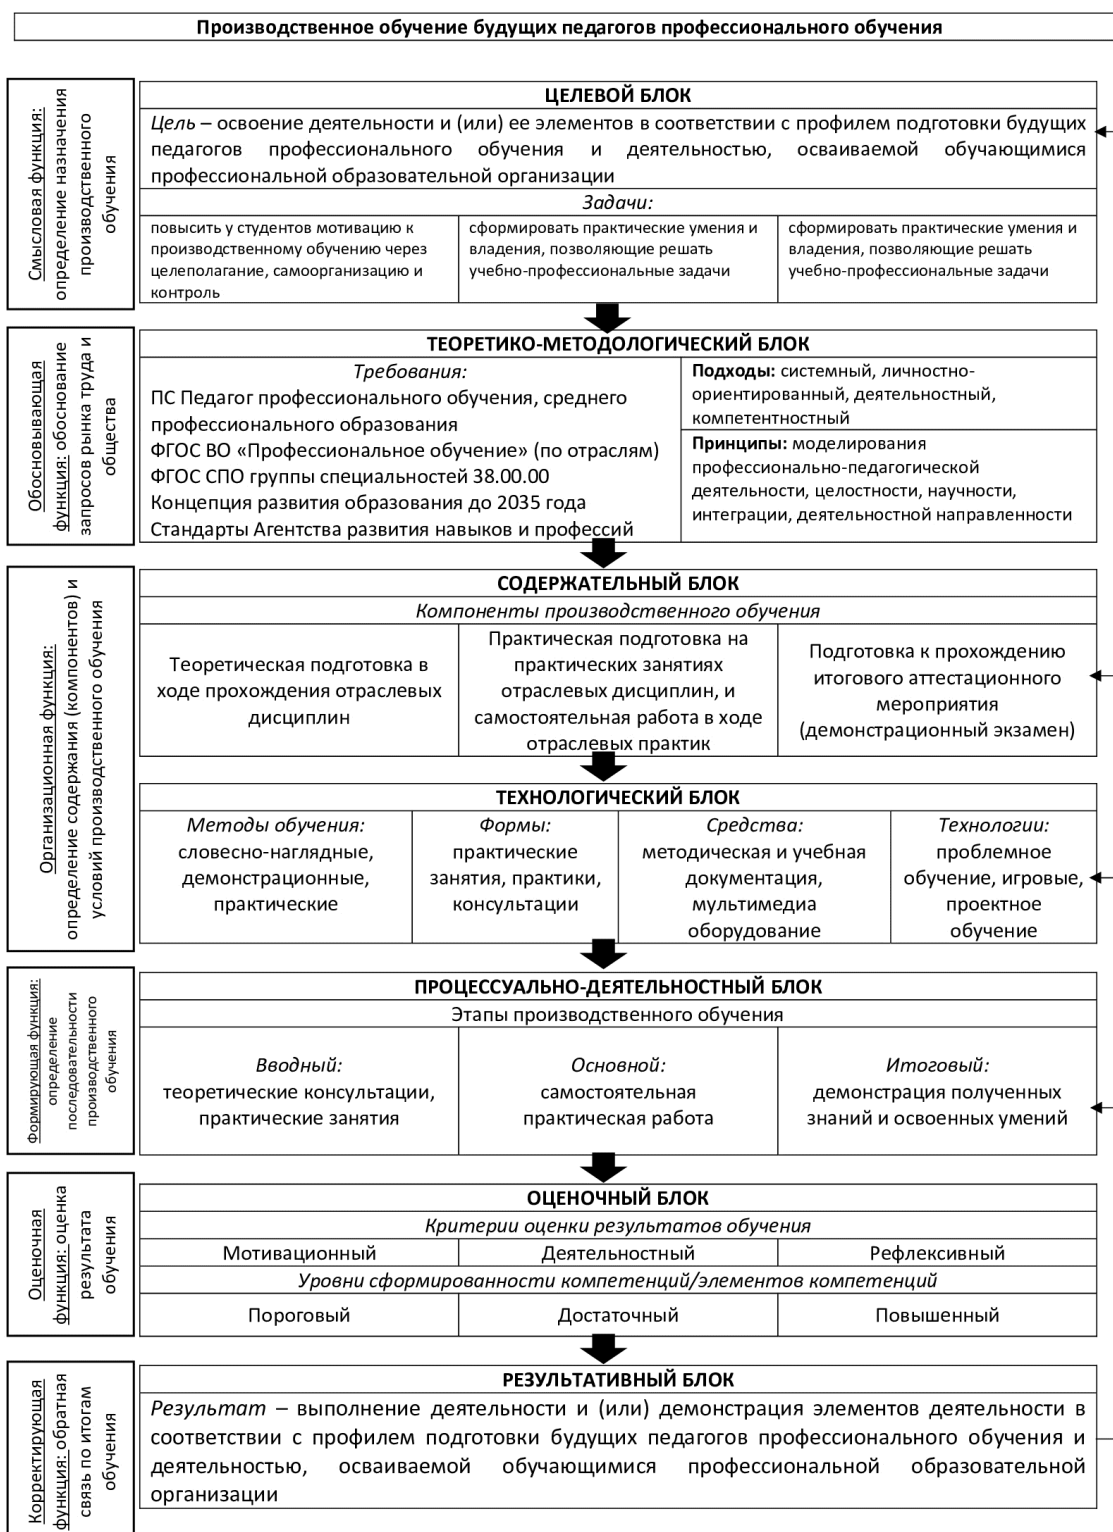 Производственное обучение будущих педагогов профессионального обучения
Смысловая функция:
определение назначения
производственного
обучения
ЦЕЛЕВОЙ БЛОК
Цель – освоение деятельности и (или) ее элементов в соответствии с профилем подготовки будущих
педагогов профессионального обучения и деятельностью, осваиваемой обучающимися
профессиональной образовательной организации
Задачи:
повысить у студентов мотивацию к
производственному обучению через
целеполагание, самоорганизацию и
контроль
сформировать практические умения и
владения, позволяющие решать
учебно-профессиональные задачи
сформировать практические умения и
владения, позволяющие решать
учебно-профессиональные задачи
Обосновывающая
функция: обоснование
запросов рынка труда и
общества
ТЕОРЕТИКО-МЕТОДОЛОГИЧЕСКИЙ БЛОК
Требования:
ПС Педагог профессионального обучения, среднего
профессионального образования
ФГОС ВО «Профессиональное обучение» (по отраслям)
ФГОС СПО группы специальностей 38.00.00
Концепция развития образования до 2035 года
Стандарты Агентства развития навыков и профессий
Подходы: системный, личностно-
ориентированный, деятельностный,
компетентностный
Принципы: моделирования
профессионально-педагогической
деятельности, целостности, научности,
интеграции, деятельностной направленности
Организационная функция:
определение содержания (компонентов) и
условий производственного обучения
СОДЕРЖАТЕЛЬНЫЙ БЛОК
Компоненты производственного обучения
Теоретическая подготовка в
ходе прохождения отраслевых
дисциплин
Практическая подготовка на
практических занятиях
отраслевых дисциплин, и
самостоятельная работа в ходе
отраслевых практик
Подготовка к прохождению
итогового аттестационного
мероприятия
(демонстрационный экзамен)
ТЕХНОЛОГИЧЕСКИЙ БЛОК
Методы обучения:
словесно-наглядные,
демонстрационные,
практические
Формы:
практические
занятия, практики,
консультации
Средства:
методическая и учебная
документация,
мультимедиа
оборудование
Технологии:
проблемное
обучение, игровые,
проектное
обучение
Формирующая функция:
определение
последовательности
производственного
обучения
ПРОЦЕССУАЛЬНО-ДЕЯТЕЛЬНОСТНЫЙ БЛОК
Этапы производственного обучения
Вводный:
теоретические консультации,
практические занятия
Основной:
самостоятельная
практическая работа
Итоговый:
демонстрация полученных
знаний и освоенных умений
Оценочная
функция: оценка
результата
обучения
ОЦЕНОЧНЫЙ БЛОК
Критерии оценки результатов обучения
Мотивационный
Деятельностный
Рефлексивный
Уровни сформированности компетенций/элементов компетенций
Пороговый
Достаточный
Повышенный
Корректирующая
функция: обратная
связь по итогам
обучения
РЕЗУЛЬТАТИВНЫЙ БЛОК
Результат – выполнение деятельности и (или) демонстрация элементов деятельности в
соответствии с профилем подготовки будущих педагогов профессионального обучения и
деятельностью, осваиваемой обучающимися профессиональной образовательной
организации